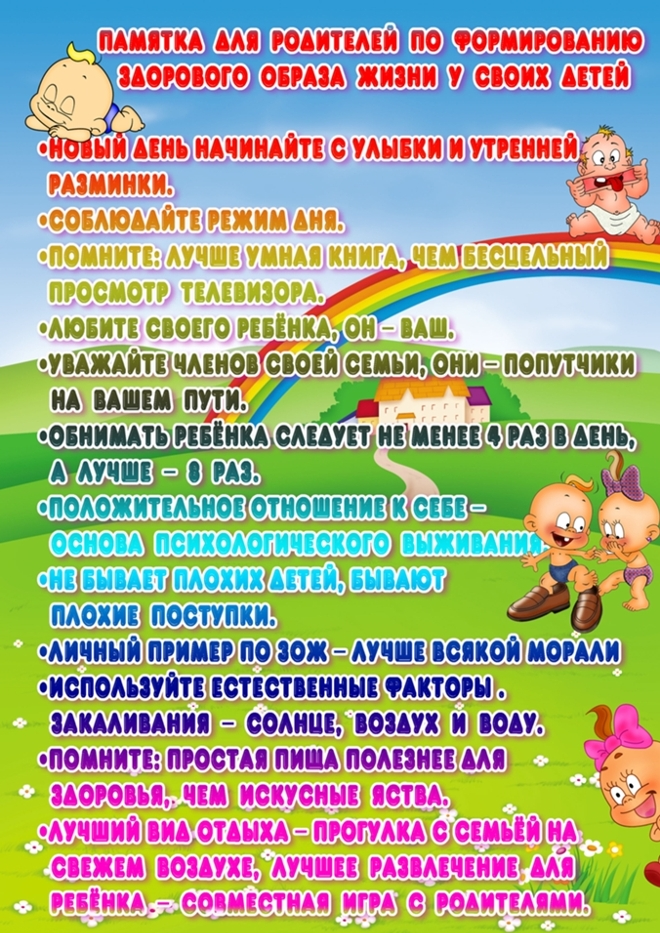 ПАМЯТКА ДЛЯ РОДИТЕЛЕЙ ПО ФОРМИРОВАНИЮ
ЗДОРОВОГО ОБРАЗА ЖИЗНИ У СВОИХ ДЕТЕЙ
•НОВЫЙ ДЕНЬ НАЧИНАЙТЕ С УЛЫБКИ И УТРЕННЕЙ
РАЗМИНКИ.
•СОБЛЮДАЙТЕ РЕЖИМ ДНЯ.
•ПОМНИТЕ: ЛУЧШЕ УМНАЯ КНИГА, ЧЕМ БЕСЦЕЛЬНЫЙ
ПРОСМОТР ТЕЛЕВИЗОРА.
•ЛЮБИТЕ СВОЕГО РЕБЁНКА, ОН – ВАШ.
•УВАЖАЙТЕ ЧЛЕНОВ СВОЕЙ СЕМЬИ, ОНИ – ПОПУТЧИКИ
НА ВАШЕМ ПУТИ.
•ОБНИМАТЬ РЕБЁНКА СЛЕДУЕТ НЕ МЕНЕЕ 4 РАЗ В ДЕНЬ,
А ЛУЧШЕ – 8 РАЗ.
•ПОЛОЖИТЕЛЬНОЕ ОТНОШЕНИЕ К СЕБЕ –
ОСНОВА ПСИХОЛОГИЧЕСКОГО ВЫЖИВАНИЯ
•НЕ БЫВАЕТ ПЛОХИХ ДЕТЕЙ, БЫВАЮТ
ПЛОХИЕ ПОСТУПКИ.
•ЛИЧНЫЙ ПРИМЕР ПО ЗОЖ – ЛУЧШЕ ВСЯКОЙ МОРАЛИ
•ИСПОЛЬЗУЙТЕ ЕСТЕСТВЕННЫЕ ФАКТОРЫ .
ЗАКАЛИВАНИЯ – СОЛНЦЕ, ВОЗДУХ И ВОДУ.
•ПОМНИТЕ: ПРОСТАЯ ПИЩА ПОЛЕЗНЕЕ ДЛЯ
ЗДОРОВЬЯ, ЧЕМ ИСКУСНЫЕ ЯСТВА.
•ЛУЧШИЙ ВИД ОТДЫХА – ПРОГУЛКА С СЕМЬЁЙ НА
СВЕЖЕМ ВОЗДУХЕ, ЛУЧШЕЕ РАЗВЛЕЧЕНИЕ ДЛЯ
РЕБЁНКА – СОВМЕСТНАЯ ИГРА С РОДИТЕЛЯМИ.